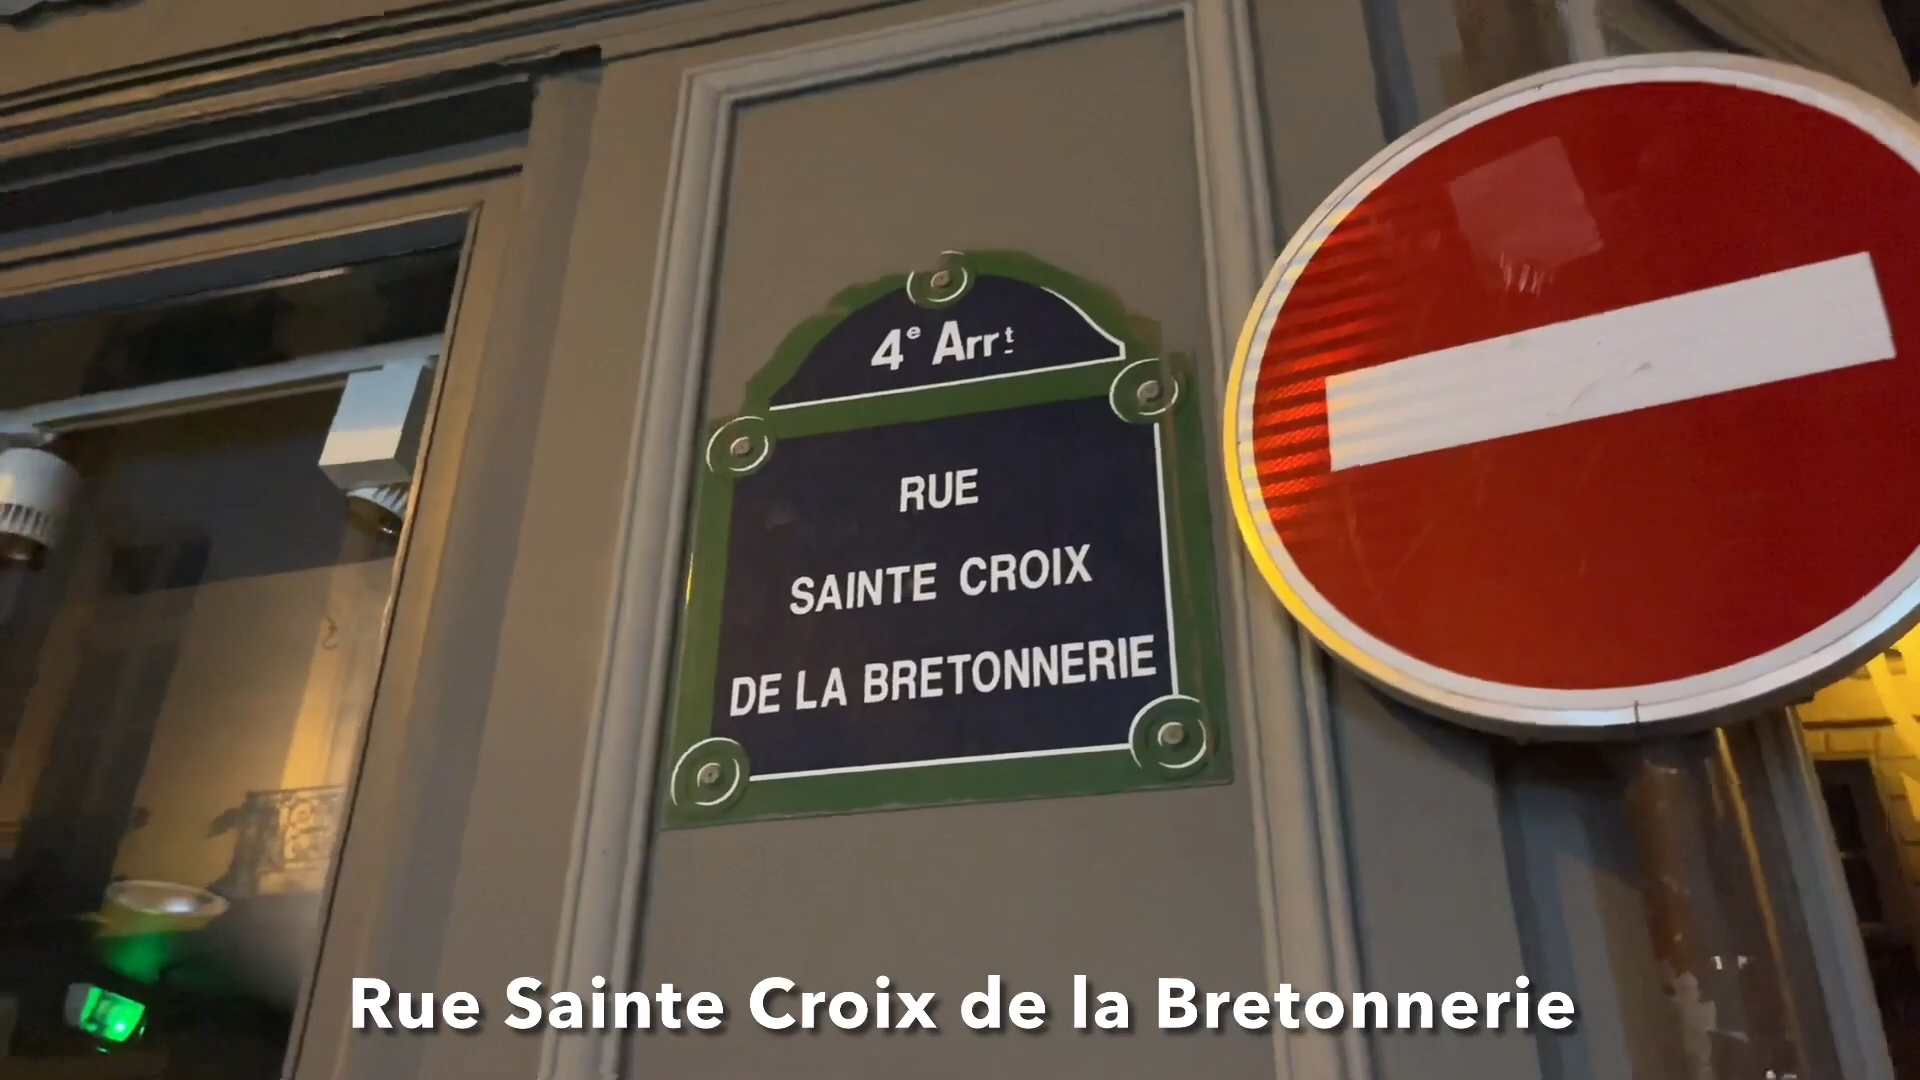 4e Arrt
RUE
SAINTE CROIX
DE LA BRETONNERIE
Rue Sainte Croix de la Bretonnerie